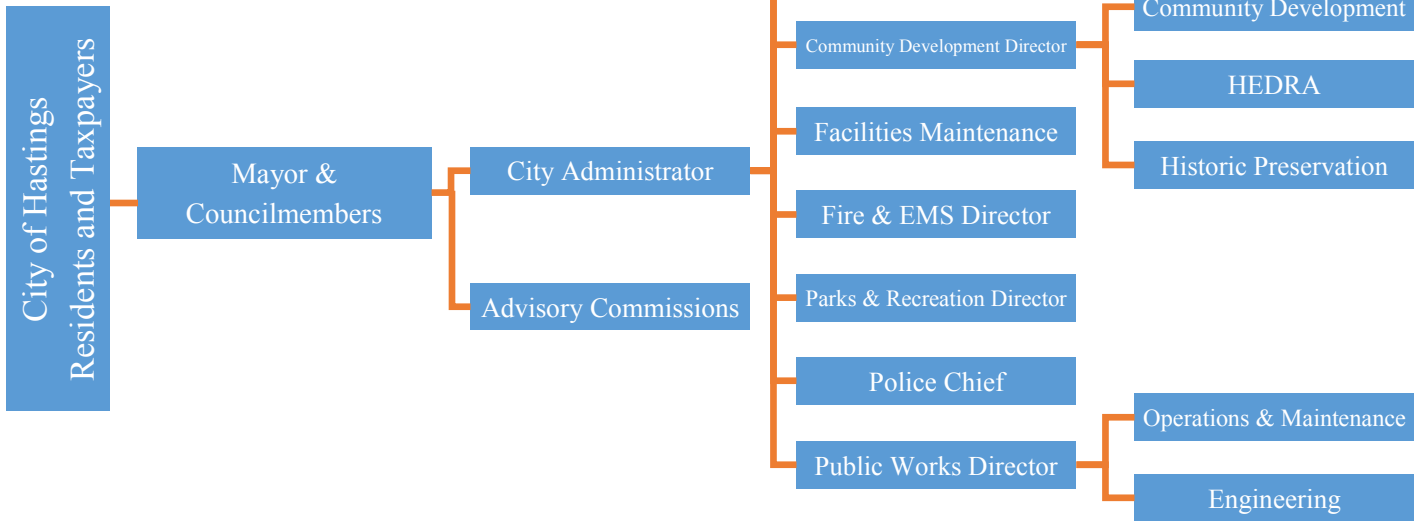 City of Hastings
Residents and Taxpayers
Mayor &
Councilmembers
City Administrator
Advisory Commissions
Community Development Director
Facilities Maintenance
Fire & EMS Director
Parks & Recreation Director
Police Chief
Public Works Director
Community Development
HEDRA
Historic Preservation
Operations & Maintenance
Engineering